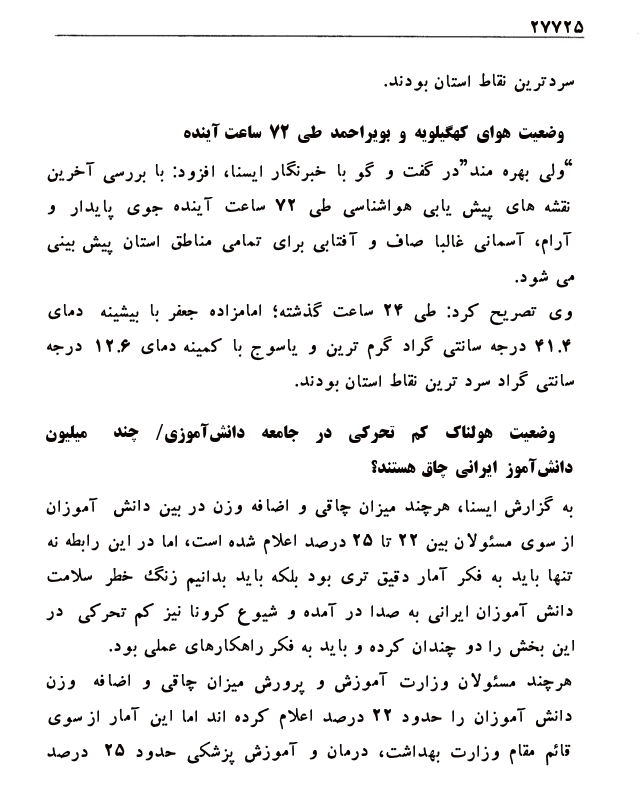 ۲۷۷۲۵
سردترین نقاط استان بودند.
وضعیت هوای کهگیلویه و بویراحمد طی ۷۲ ساعت آینده
“ولی بهره مند”در گفت و گو با خبرنگار ایسنا، افزود: با بررسی آخرین
نقشه های پیش یابی هواشناسی طی ۷۲ ساعت آینده جوی پایدار و
آرام، آسمانی غالبا صاف و آفتابی برای تمامی مناطق استان پیش بینی
می شود.
وی تصریح کرد: طی ۲۴ ساعت گذشته؛ امامزاده جعفر با بیشینه دمای
۴۱.۴ درجه سانتی گراد گرم ترین و یاسوج با کمینه دمای ۱۲.۶ درجه
سانتی گراد سرد ترین نقاط استان بودند.
وضعیت هولناک کم تحرکی در جامعه دانش‌آموزی/ چند میلیون
دانش‌آموز ایرانی چاق هستند؟
به گزارش ایسنا، هرچند میزان چاقی و اضافه وزن در بین دانش آموزان
از سوی مسئولان بین ۲۲ تا ۲۵ درصد اعلام شده است، اما در این رابطه نه
تنها باید به فکر آمار دقیق تری بود بلکه باید بدانیم زنگ خطر سلامت
دانش آموزان ایرانی به صدا در آمده و شیوع کرونا نیز کم تحرکی در
این بخش را دو چندان کرده و باید به فکر راهکارهای عملی بود.
هرچند مسئولان وزارت آموزش و پرورش میزان چاقی و اضافه وزن
دانش آموزان را حدود ۲۲ درصد اعلام کرده اند اما این آمار از سوی
قائم مقام وزارت بهداشت، درمان و آموزش پزشکی حدود ۲۵ درصد